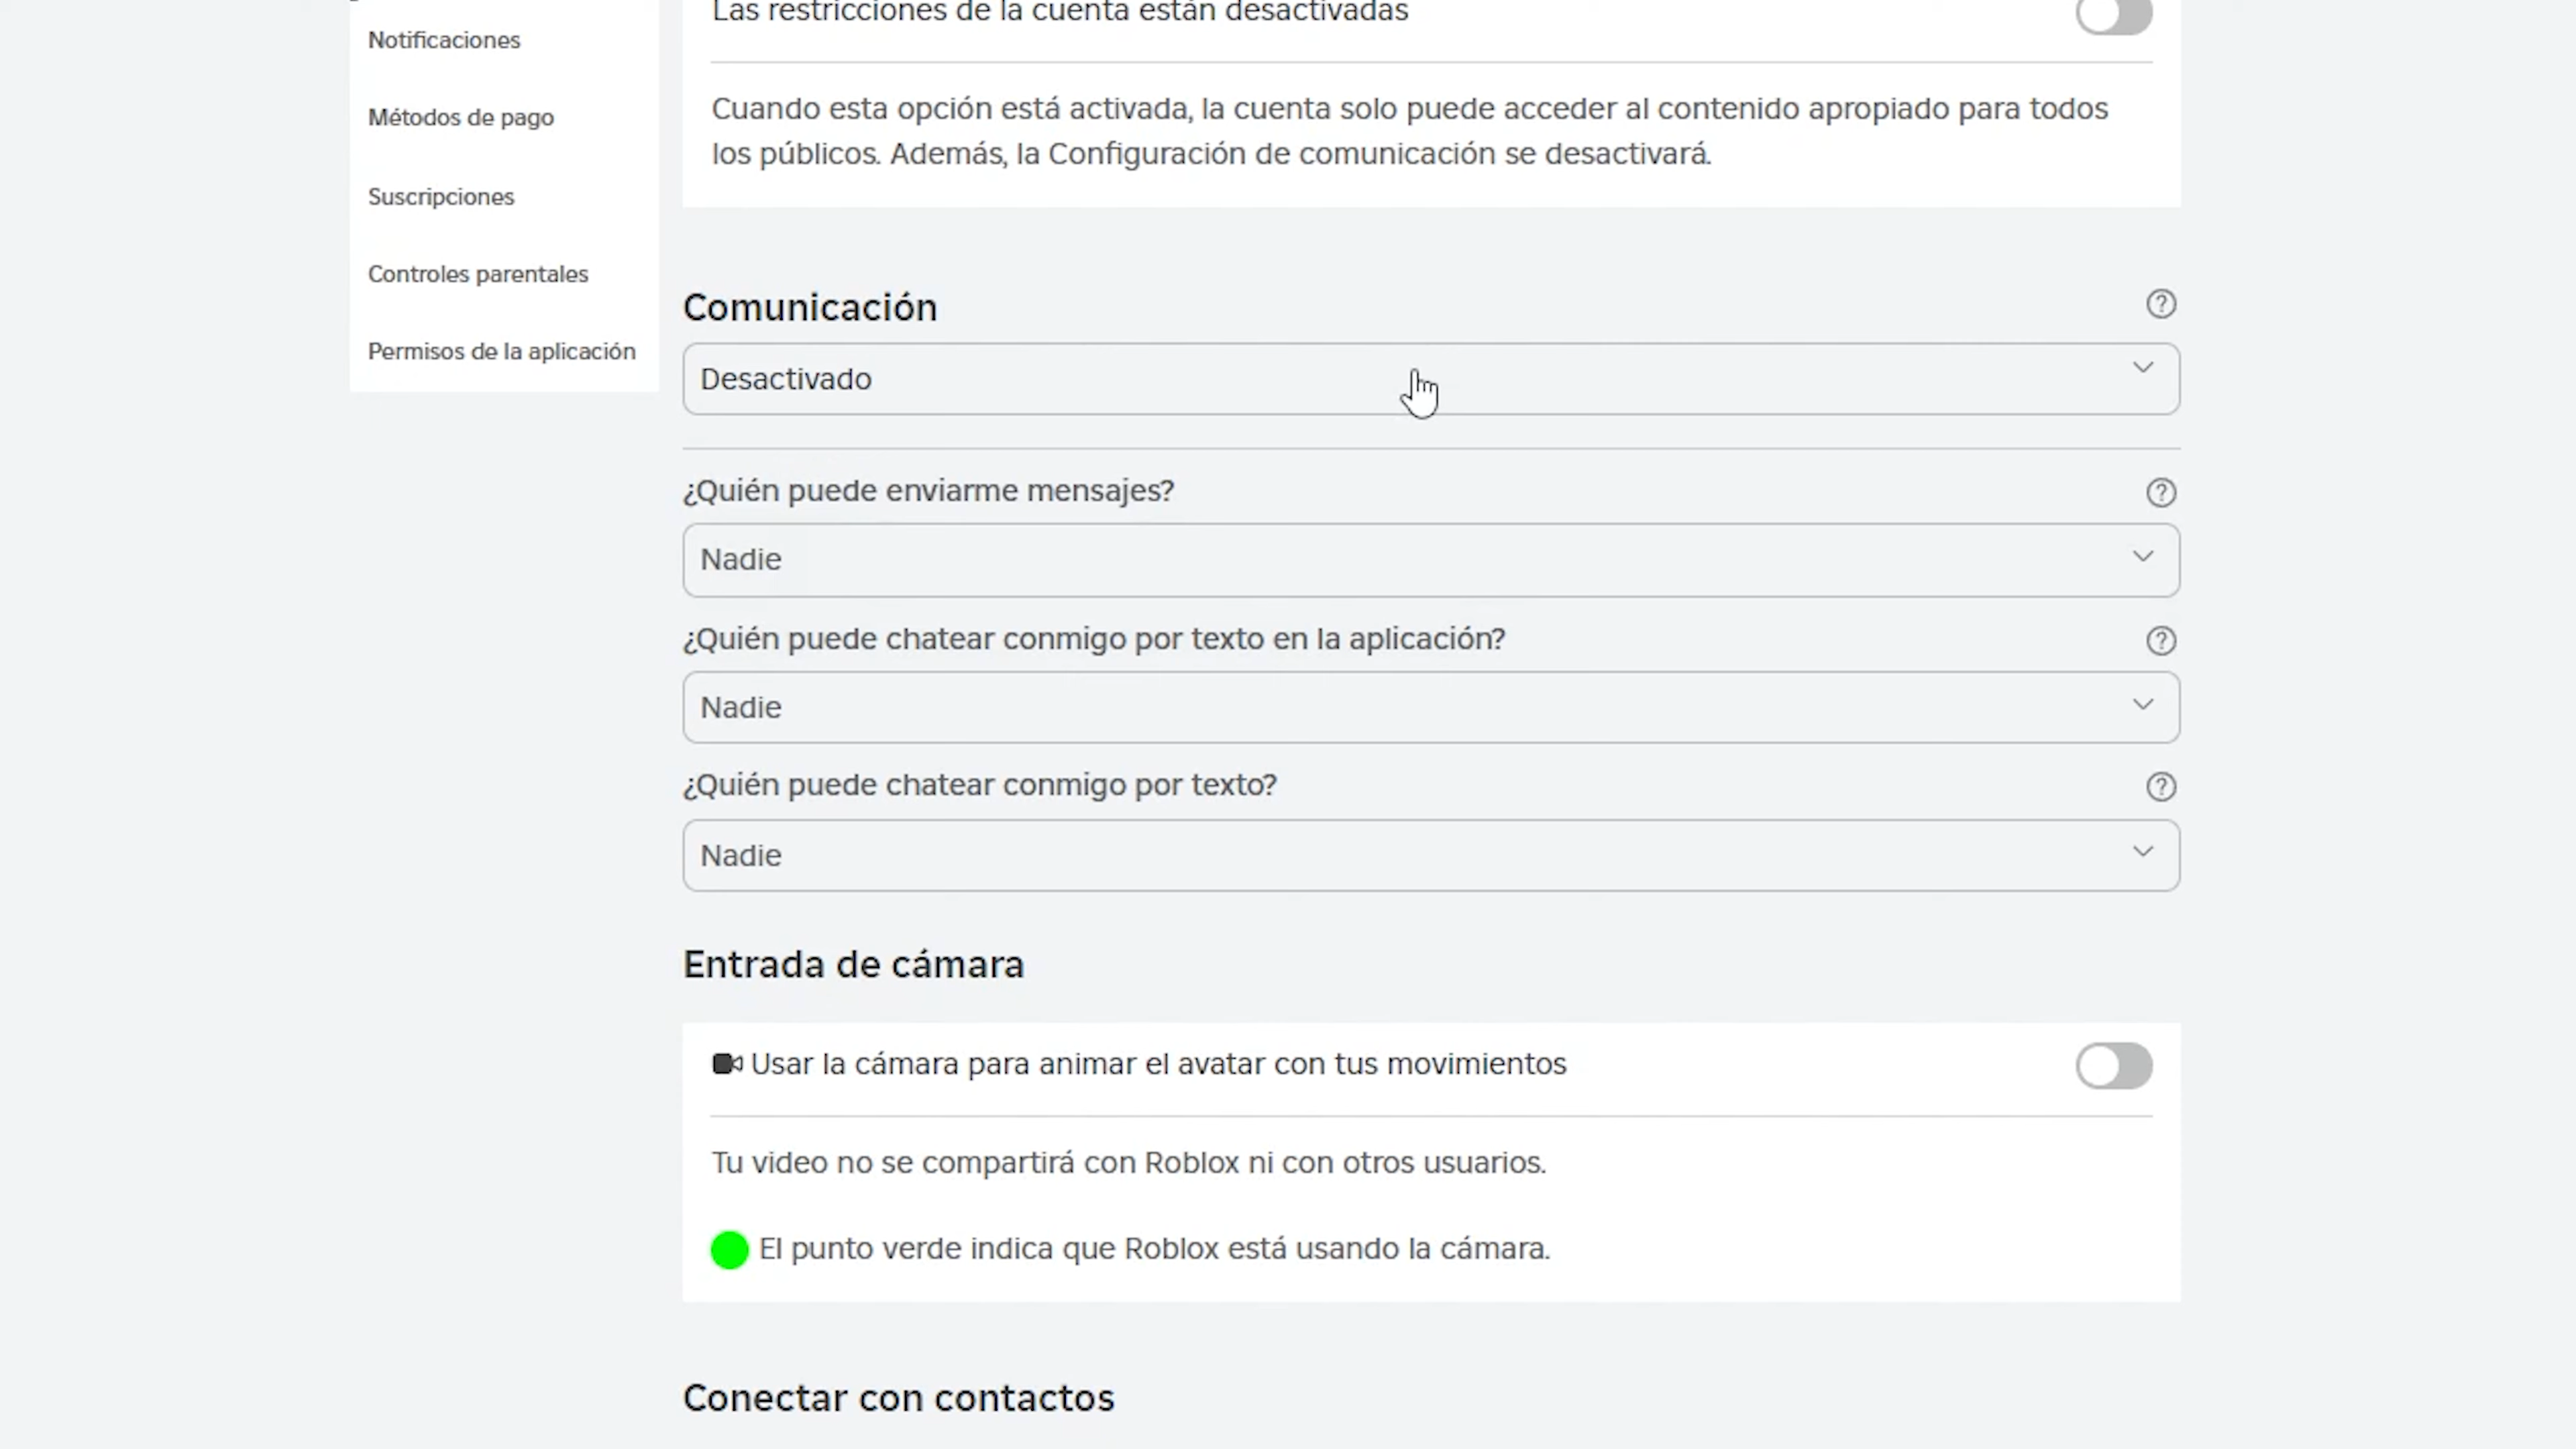 Las restricciones de la cuenta están desactivadas
Notificaciones
Métodos de pago
Suscripciones
Controles parentales
Permisos de la aplicación
Cuando esta opción está activada, la cuenta solo puede acceder al contenido apropiado para todos
los públicos. Además, la Configuración de comunicación se desactivará.
Comunicación
Desactivado
¿Quién puede enviarme mensajes?
Nadie
¿Quién puede chatear conmigo por texto en la aplicación?
Nadie
¿Quién puede chatear conmigo por texto?
Nadie
Entrada de cámara
Usar la cámara para animar el avatar con tus movimientos
Tu video no se compartirá con Roblox ni con otros usuarios.
El punto verde indica que Roblox está usando la cámara.
Conectar con contactos